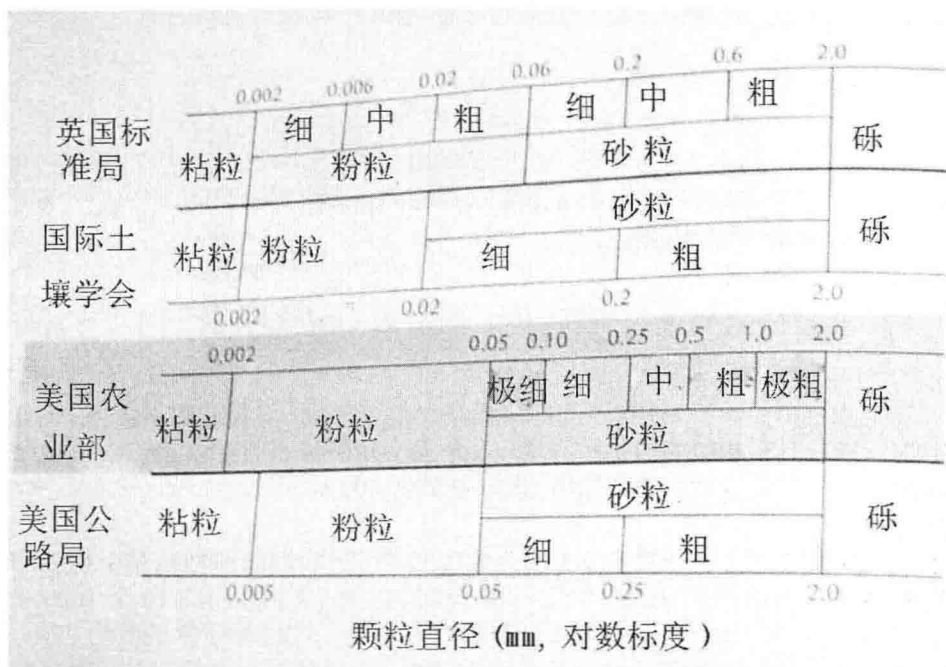 0.002 0.006 0.02 0.06 0.2 0.6 2.0
英国标准局 粘粒 细 中 粗 粉粒 细 中 粗 砂粒 砾
国际土壤学会 粘粒 粉粒 砂粒 细 粗 砾
0.002 0.02 0.2 2.0
0.002 0.05 0.10 0.25 0.5 1.0 2.0
美国农业部 粘粒 粉粒 极细 细 中 粗 极粗 砂粒 砾
美国公路局 粘粒 粉粒 砂粒 细 粗 砾
0.005 0.05 0.25 2.0
颗粒直径(mm, 对数标度)